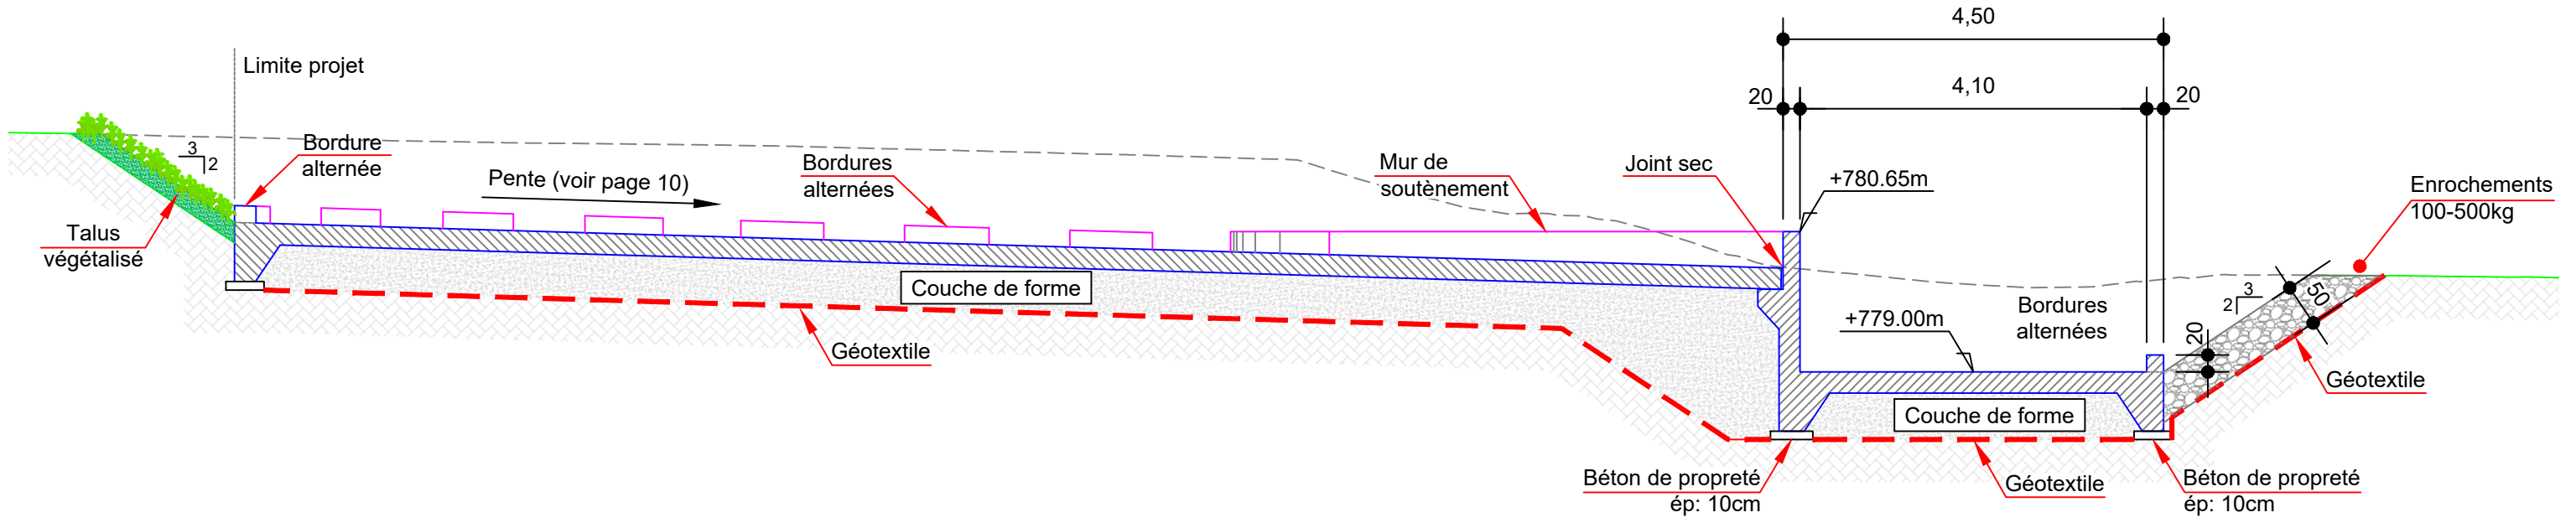 4,50
Limite projet
20
4,10
20
3
2
Bordure
alternée
Pente (voir page 10)
Bordures
alternées
Mur de
soutènement
Joint sec
+780.65m
Enrochements
100-500kg
Talus
végétalisé
Couche de forme
Géotextile
+779.00m
Bordures
alternées
3
2
50
20
Géotextile
Couche de forme
Béton de propreté
ép: 10cm
Géotextile
Béton de propreté
ép: 10cm